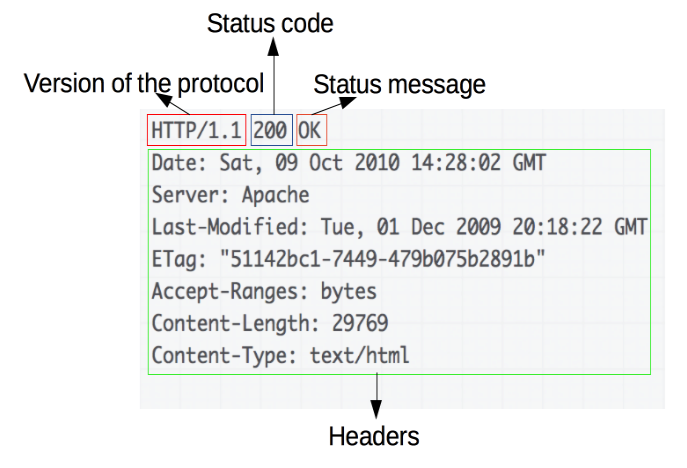 Status code
Version of the protocol
Status message
HTTP/1.1 200 OK
Date: Sat, 09 Oct 2010 14:28:02 GMT
Server: Apache
Last-Modified: Tue, 01 Dec 2009 20:18:22 GMT
ETag: "51142bc1-7449-479b075b2891b"
Accept-Ranges: bytes
Content-Length: 29769
Content-Type: text/html
Headers